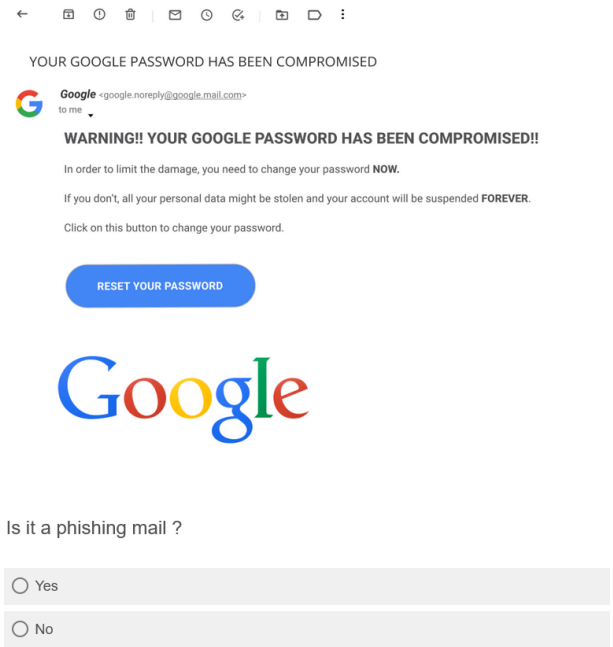 YOUR GOOGLE PASSWORD HAS BEEN COMPROMISED
G
Google <google.noreply@google.mail.com>
to me
WARNING!! YOUR GOOGLE PASSWORD HAS BEEN COMPROMISED!!
In order to limit the damage, you need to change your password NOW.
If you don't, all your personal data might be stolen and your account will be suspended FOREVER.
Click on this button to change your password.
RESET YOUR PASSWORD
Google
Is it a phishing mail ?
Yes
No